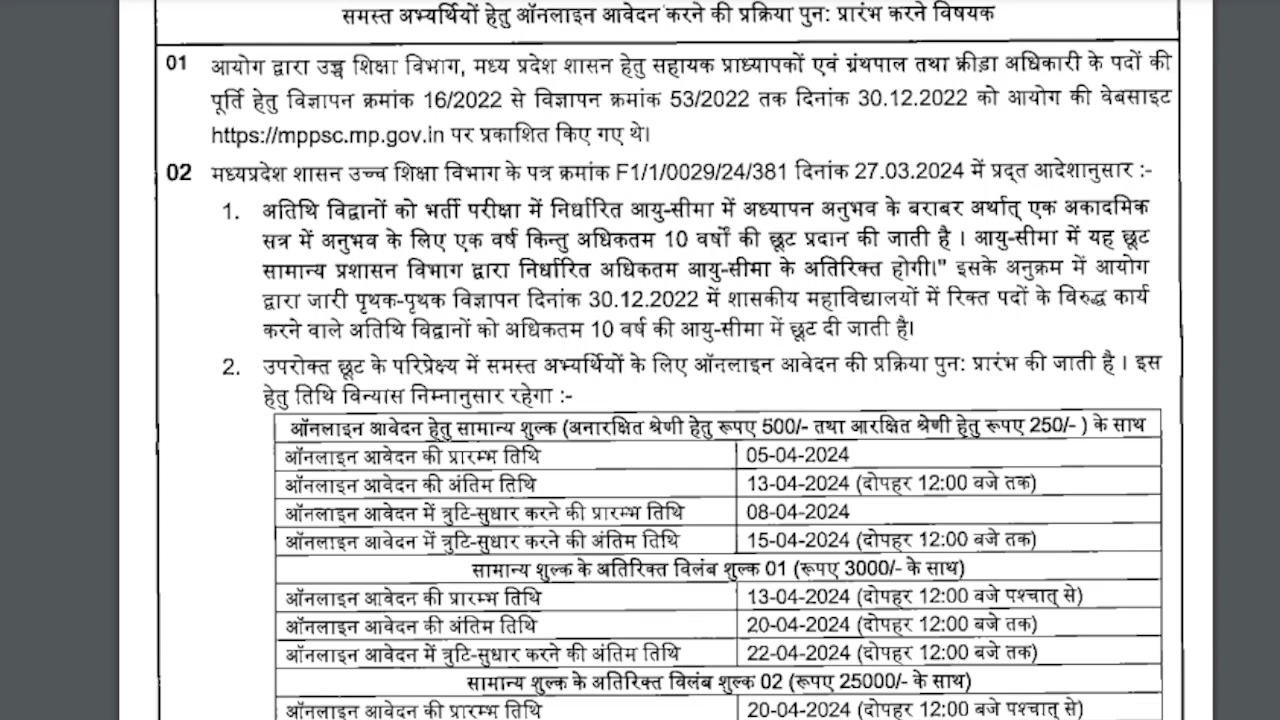 समस्त अभ्यर्थियों हेतु ऑनलाइन आवेदन करने की प्रक्रिया पुन: प्रारंभ करने विषयक
01 आयोग द्वारा उच्च शिक्षा विभाग, मध्य प्रदेश शासन हेतु सहायक प्राध्यापकों एवं ग्रंथपाल तथा क्रीड़ा अधिकारी के पदों की
पूर्ति हेतु विज्ञापन क्रमांक 16/2022 से विज्ञापन क्रमांक 53/2022 तक दिनांक 30.12.2022 को आयोग की वेबसाइट
https://mppsc.mp.gov.in पर प्रकाशित किए गए थे।
02 मध्यप्रदेश शासन उच्च शिक्षा विभाग के पत्र क्रमांक F1/1/0029/24/381 दिनांक 27.03.2024 में प्रद्त आदेशानुसार :-
1. अतिथि विद्वानों को भर्ती परीक्षा में निर्धारित आयु-सीमा में अध्यापन अनुभव के बराबर अर्थात् एक अकादमिक
सत्र में अनुभव के लिए एक वर्ष किन्तु अधिकतम 10 वर्षों की छूट प्रदान की जाती है । आयु-सीमा में यह छूट
सामान्य प्रशासन विभाग द्वारा निर्धारित अधिकतम आयु-सीमा के अतिरिक्त होगी।" इसके अनुक्रम में आयोग
द्वारा जारी पृथक-पृथक विज्ञापन दिनांक 30.12.2022 में शासकीय महाविद्यालयों में रिक्त पदों के विरुद्ध कार्य
करने वाले अतिथि विद्वानों को अधिकतम 10 वर्ष की आयु-सीमा में छूट दी जाती है।
2. उपरोक्त छूट के परिप्रेक्ष्य में समस्त अभ्यर्थियों के लिए ऑनलाइन आवेदन की प्रक्रिया पुन: प्रारंभ की जाती है । इस
हेतु तिथि विन्यास निम्नानुसार रहेगा :-
ऑनलाइन आवेदन हेतु सामान्य शुल्क (अनारक्षित श्रेणी हेतु रूपए 500/- तथा आरक्षित श्रेणी हेतु रूपए 250/- ) के साथ
ऑनलाइन आवेदन की प्रारम्भ तिथि 05-04-2024
ऑनलाइन आवेदन की अंतिम तिथि 13-04-2024 (दोपहर 12:00 बजे तक)
ऑनलाइन आवेदन में त्रुटि-सुधार करने की प्रारम्भ तिथि 08-04-2024
ऑनलाइन आवेदन में त्रुटि-सुधार करने की अंतिम तिथि 15-04-2024 (दोपहर 12:00 बजे तक)
सामान्य शुल्क के अतिरिक्त विलंब शुल्क 01 (रूपए 3000/- के साथ)
ऑनलाइन आवेदन की प्रारम्भ तिथि 13-04-2024 (दोपहर 12:00 बजे पश्चात् से)
ऑनलाइन आवेदन की अंतिम तिथि 20-04-2024 (दोपहर 12:00 बजे तक)
ऑनलाइन आवेदन में त्रुटि-सुधार करने की अंतिम तिथि 22-04-2024 (दोपहर 12:00 बजे तक)
सामान्य शुल्क के अतिरिक्त विलंब शुल्क 02 (रूपए 25000/- के साथ)
ऑनलाइन आवेदन की प्रारम्भ तिथि 20-04-2024 (दोपहर 12:00 बजे पश्चात् से)